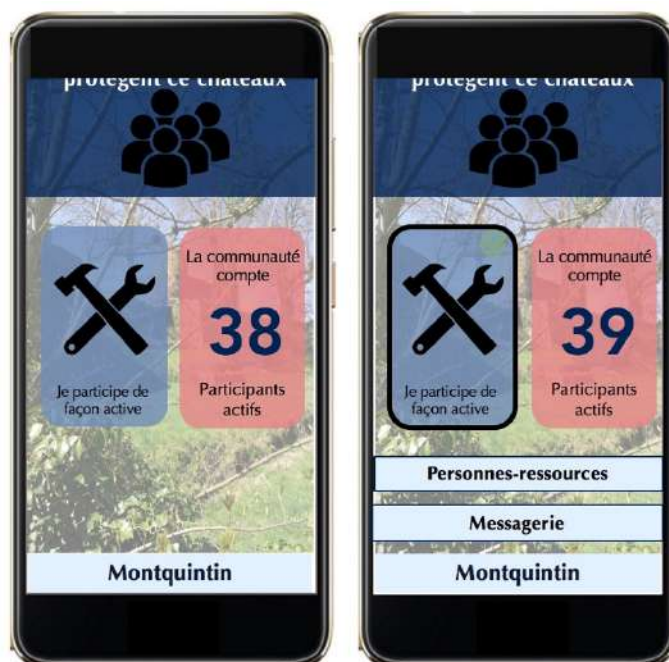 protègent ce châteaux
La communauté
compte
38
Je participe de
façon active
Participants
actifs
Montquintin
protègent ce châteaux
La communauté
compte
39
Je participe de
façon active
Participants
actifs
Personnes-ressources
Messagerie
Montquintin